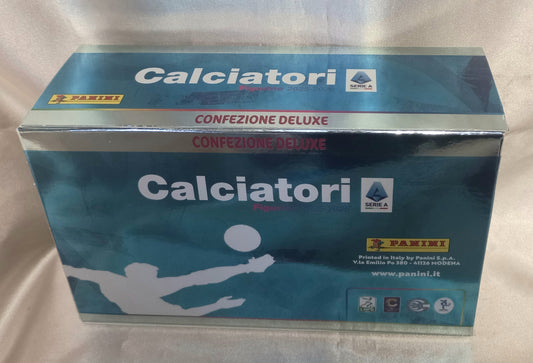 Calciatori
SERIE A
PANINI
CONFEZIONE DELUXE
CONFEZIONE DELUXE
Calciatori
SERIE A
PANINI
Printed in Italy by Panini S.p.A.
V.le Emilio Po 380 - 41126 MODENA
www.panini.it